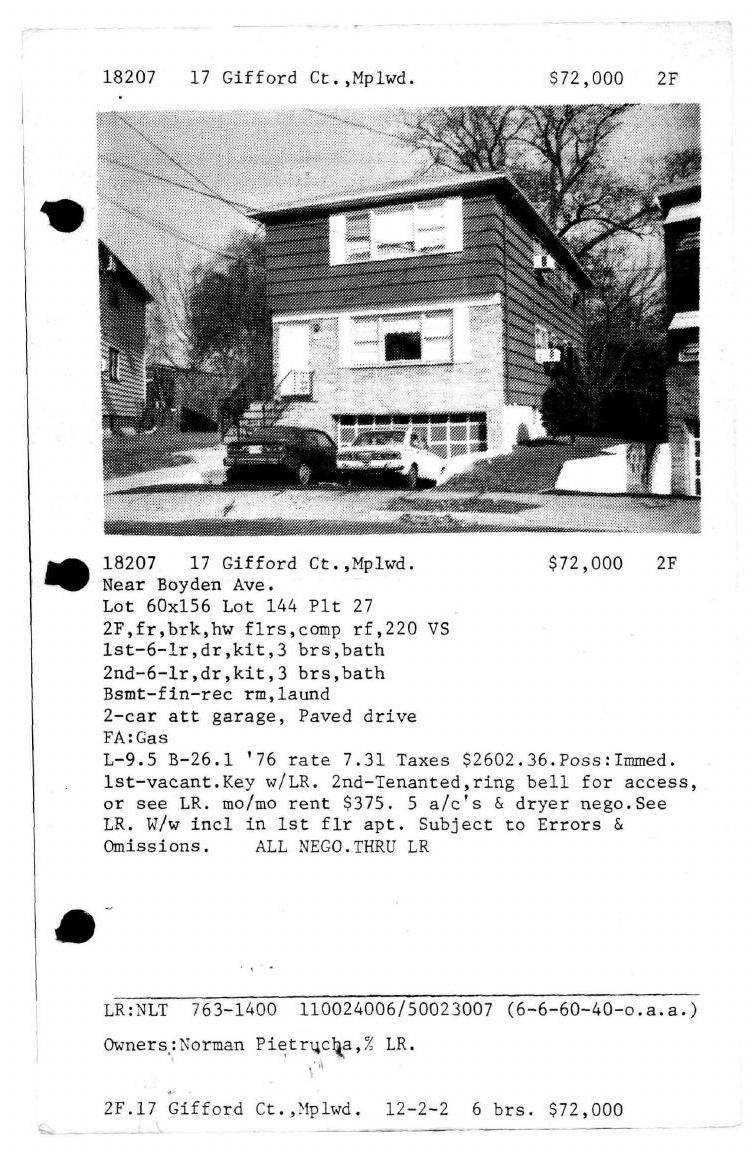 18207 17 Gifford Ct.,Mplwd. $72,000 2F
18207 17 Gifford Ct.,Mplwd. $72,000 2F
Near Boyden Ave.
Lot 60x156 Lot 144 Plt 27
2F,fr,brk,hw flrs,comp rf,220 VS
1st-6-lr,dr,kit,3 brs,bath
2nd-6-lr,dr,kit,3 brs,bath
Bsmt-fin-rec rm,laund
2-car att garage, Paved drive
FA:Gas
L-9.5 B-26.1 '76 rate 7.31 Taxes $2602.36.Poss:Immed.
1st-vacant.Key w/LR. 2nd-Tenanted,ring bell for access,
or see LR. mo/mo rent $375. 5 a/c's & dryer nego.See
LR. W/w incl in 1st flr apt. Subject to Errors &
Omissions. ALL NEGO.THRU LR
LR:NLT 763-1400 110024006/50023007 (6-6-60-40-o.a.a.)
Owners:Norman Pietrucha,% LR.
2F.17 Gifford Ct.,Mplwd. 12-2-2 6 brs. $72,000